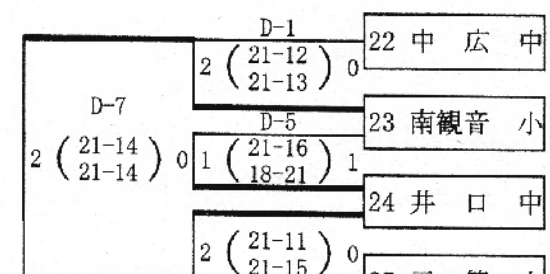 D-1
22 中 広 中
2 ( 21-12 ) 0
21-13
23 南観音 小
D-7
2 ( 21-14 ) 0
21-14
D-5
1 ( 21-16 ) 1
18-21
24 井 口 中
2 ( 21-11 ) 0
21-15